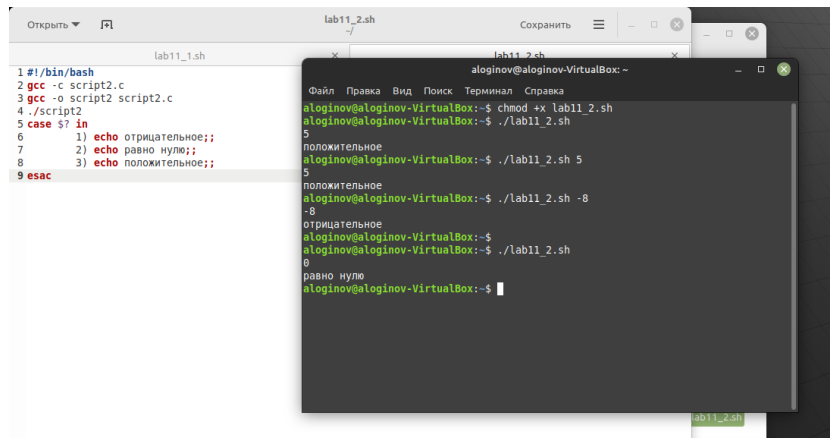 Открыть
lab11_2.sh
~/
Сохранить
lab11_1.sh
lab11_2.sh
1 #!/bin/bash
2 gcc -c script2.c
3 gcc -o script2 script2.c
4 ./script2
5 case $? in
6 1) echo отрицательное;;
7 2) echo равно нулю;;
8 3) echo положительное;;
9 esac
aloginov@aloginov-VirtualBox: ~
Файл Правка Вид Поиск Терминал Справка
aloginov@aloginov-VirtualBox:~$ chmod +x lab11_2.sh
aloginov@aloginov-VirtualBox:~$ ./lab11_2.sh
5
положительное
aloginov@aloginov-VirtualBox:~$ ./lab11_2.sh 5
5
положительное
aloginov@aloginov-VirtualBox:~$ ./lab11_2.sh -8
-8
отрицательное
aloginov@aloginov-VirtualBox:~$
aloginov@aloginov-VirtualBox:~$ ./lab11_2.sh
0
равно нулю
aloginov@aloginov-VirtualBox:~$
lab11_2.sh